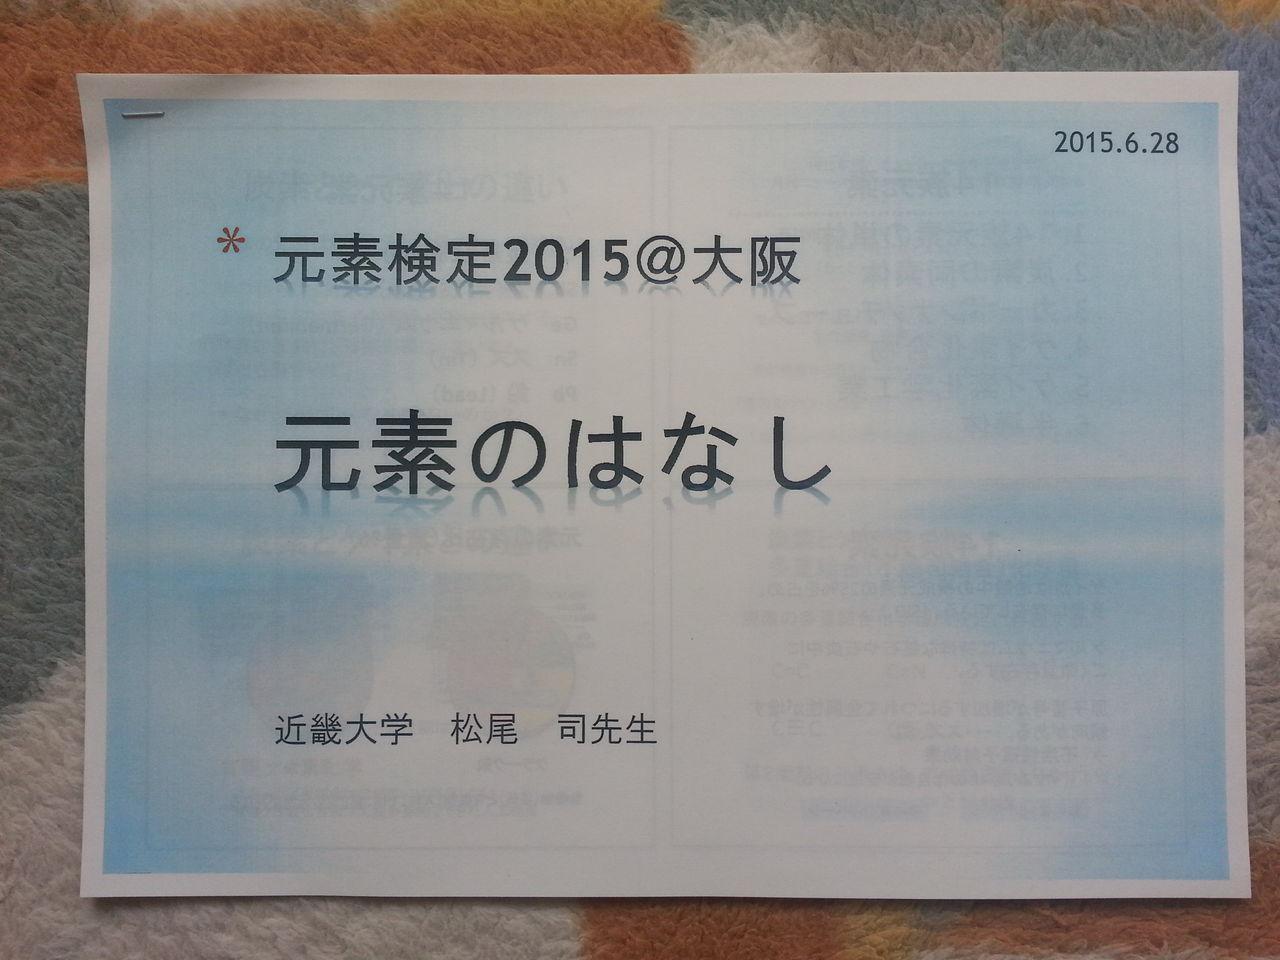 2015.6.28
* 元素検定2015@大阪
元素のはなし
近畿大学 松尾 司先生